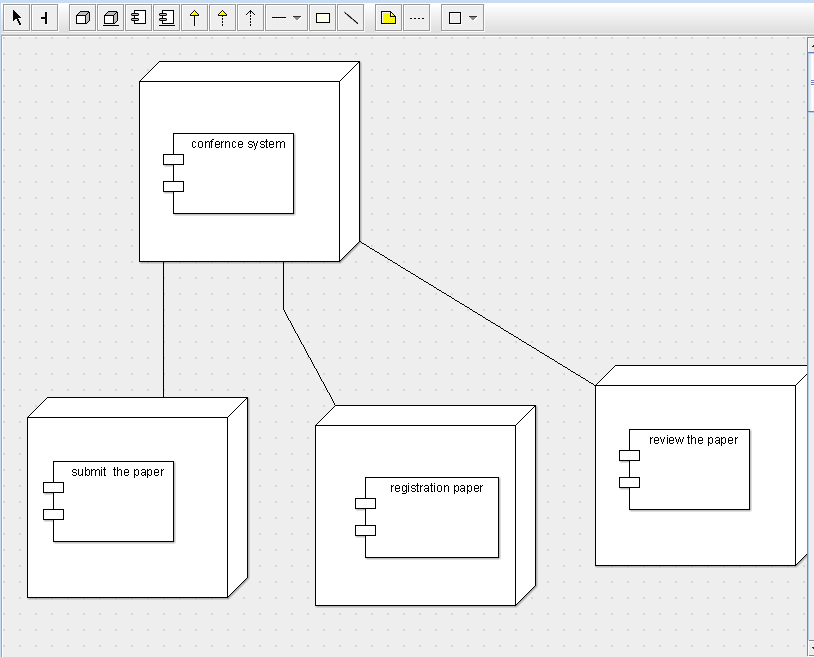 confernce system
submit the paper
registration paper
review the paper